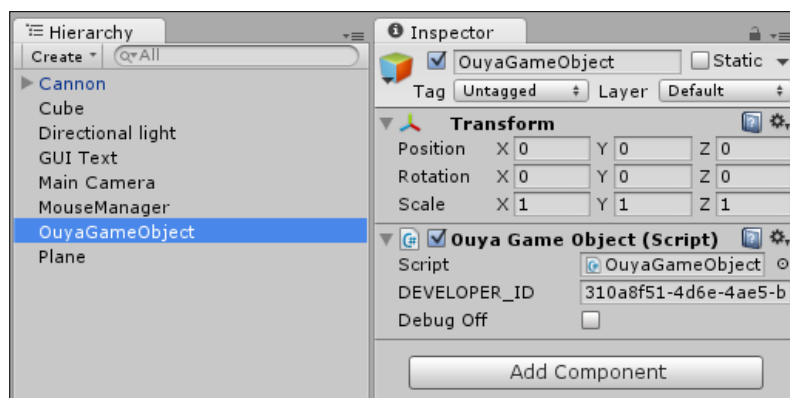 Hierarchy
Create All
Cannon
Cube
Directional light
GUI Text
Main Camera
MouseManager
OuyaGameObject
Plane
Inspector
OuyaGameObject Static
Tag Untagged Layer Default
Transform
Position X 0 Y 0 Z 0
Rotation X 0 Y 0 Z 0
Scale X 1 Y 1 Z 1
Ouya Game Object (Script)
Script OuyaGameObject
DEVELOPER_ID 310a8f51-4d6e-4ae5-b
Debug Off
Add Component